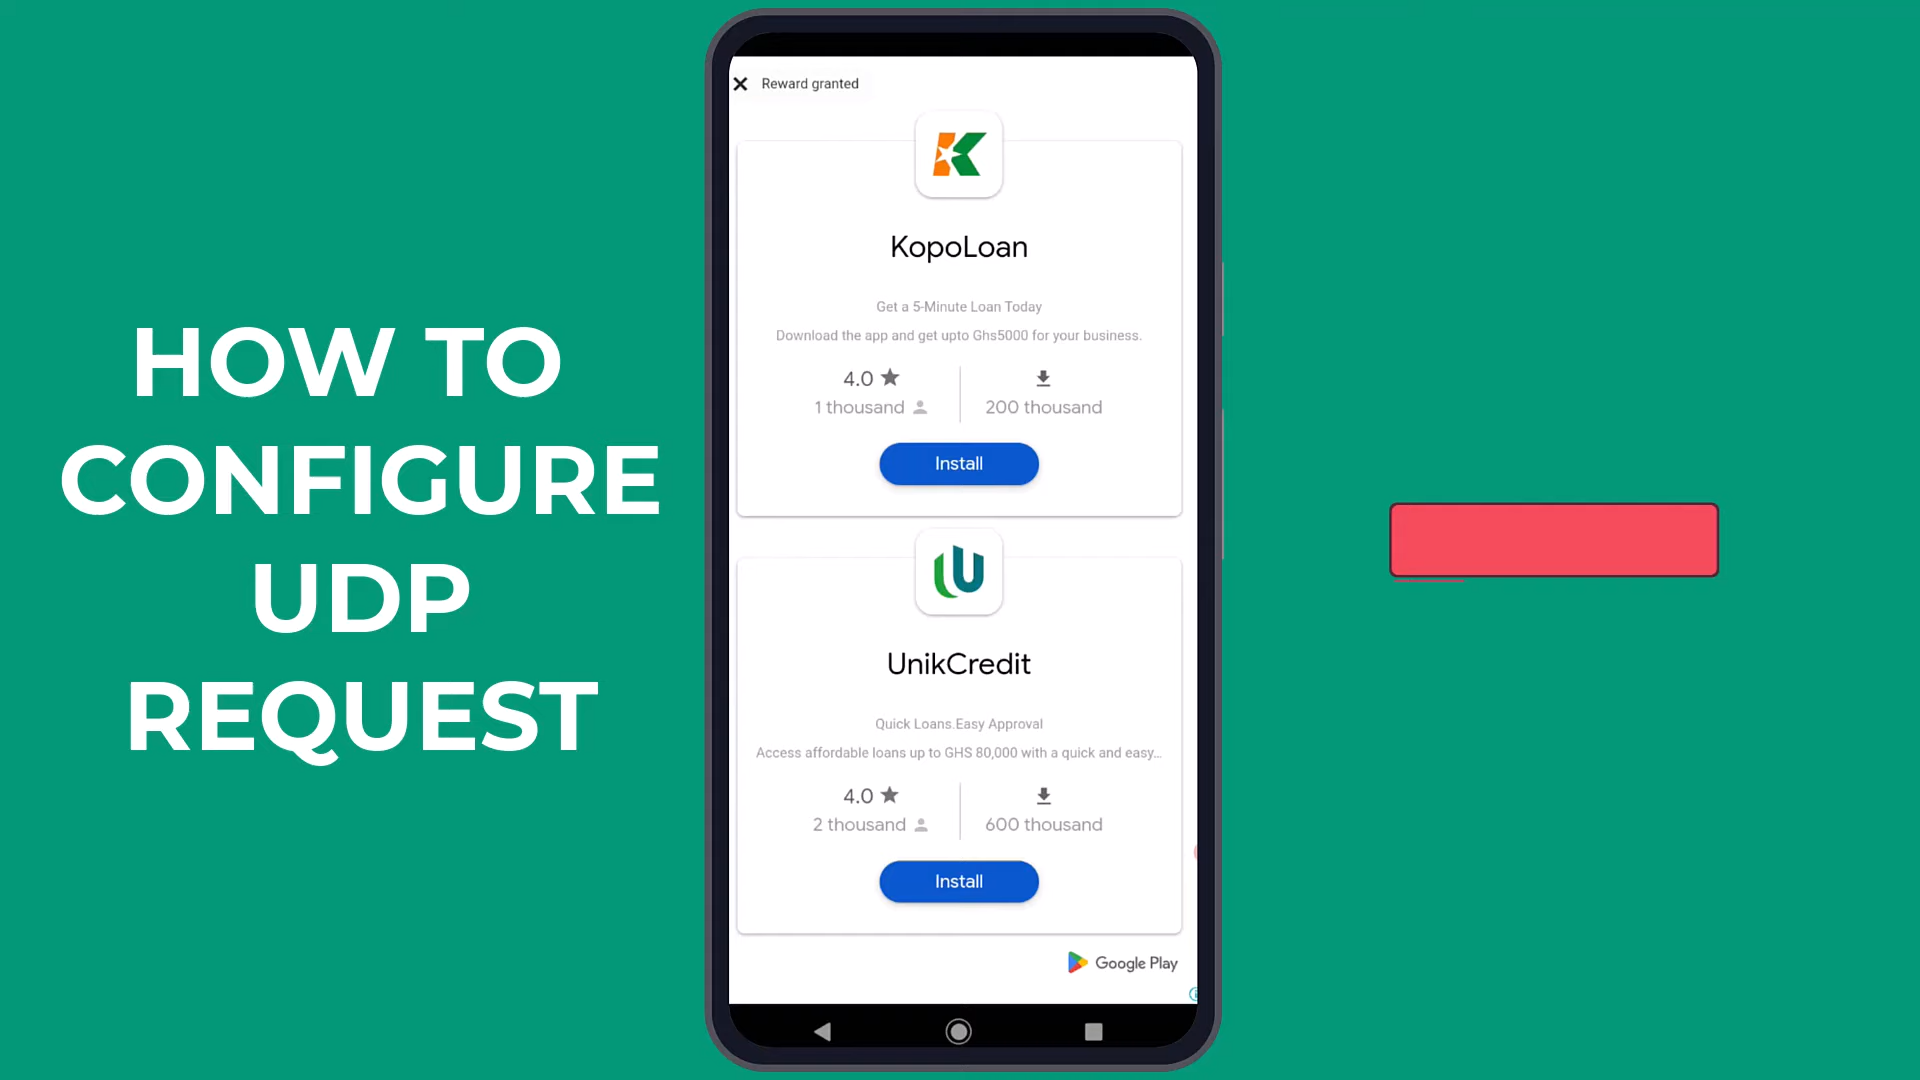 HOW TO
CONFIGURE
UDP
REQUEST
Reward granted
KopoLoan
Get a 5-Minute Loan Today
Download the app and get upto Ghs5000 for your business.
4.0
1 thousand
200 thousand
Install
UnikCredit
Quick Loans.Easy Approval
Access affordable loans up to GHS 80,000 with a quick and easy...
4.0
2 thousand
600 thousand
Install
Google Play